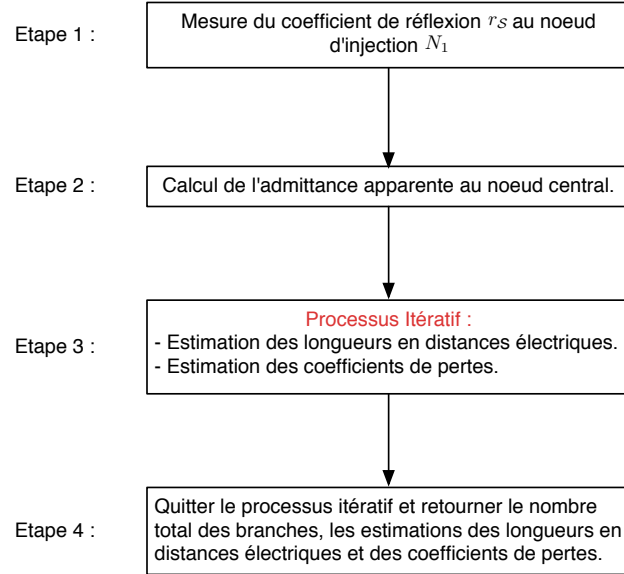 Etape 1 :
Mesure du coefficient de réflexion $r_S$ au noeud
d'injection $N_1$
Etape 2 :
Calcul de l'admittance apparente au noeud central.
Etape 3 :
Processus Itératif :
- Estimation des longueurs en distances électriques.
- Estimation des coefficients de pertes.
Etape 4 :
Quitter le processus itératif et retourner le nombre
total des branches, les estimations des longueurs en
distances électriques et des coefficients de pertes.